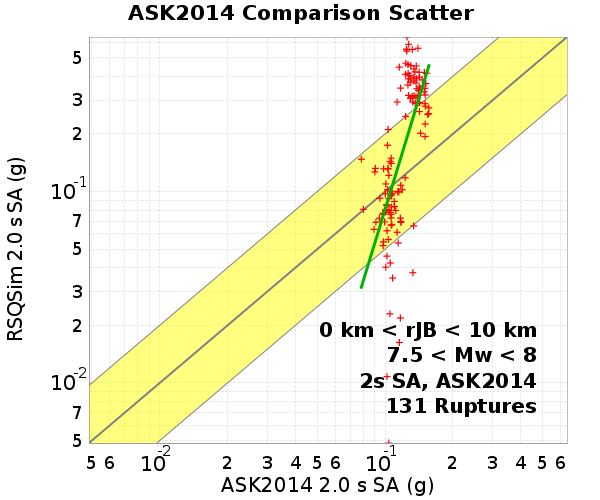 ASK2014 Comparison Scatter
RSQSim 2.0 s SA (g)
5
3
2
10-1
7
5
3
2
10-2
7
5
0 km < rJB < 10 km
7.5 < Mw < 8
2s SA, ASK2014
131 Ruptures
5 6 10-2 2 3 4 5 6 10-1 2 3 4 5 6
ASK2014 2.0 s SA (g)